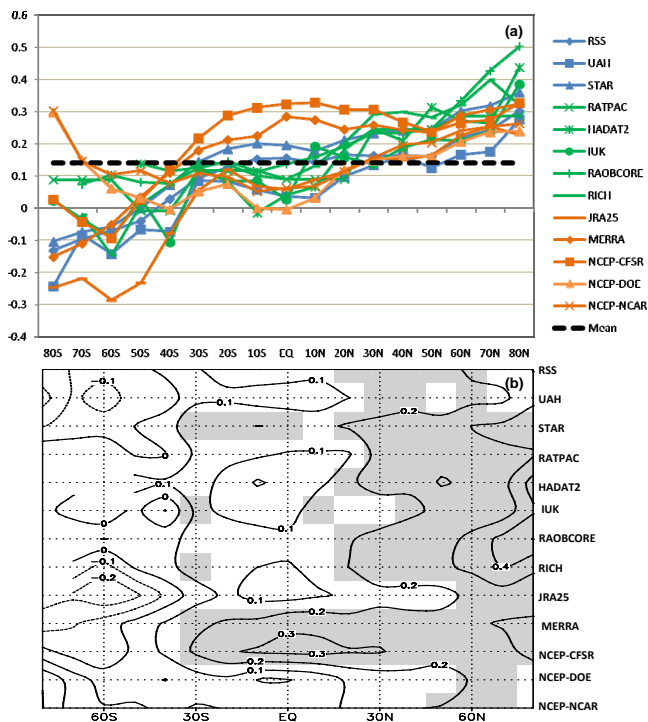 0.6
0.5
0.4
0.3
0.2
0.1
0
-0.1
-0.2
-0.3
-0.4
(a)
80S 70S 60S 50S 40S 30S 20S 10S EQ 10N 20N 30N 40N 50N 60N 70N 80N
RSS
UAH
STAR
RATPAC
HADAT2
IUK
RAOBCORE
RICH
JRA25
MERRA
NCEP-CFSR
NCEP-DOE
NCEP-NCAR
Mean
(b)
-0.1
0.1
0.1
0.2
0
0.1
0.1
0
0
0.1
0
-0.1
-0.2
0.4
0.1
0.2
0.2
0.3
0.3
0.2
0.1
0.2
0
RSS
UAH
STAR
RATPAC
HADAT2
IUK
RAOBCORE
RICH
JRA25
MERRA
NCEP-CFSR
NCEP-DOE
NCEP-NCAR
60S 30S EQ 30N 60N